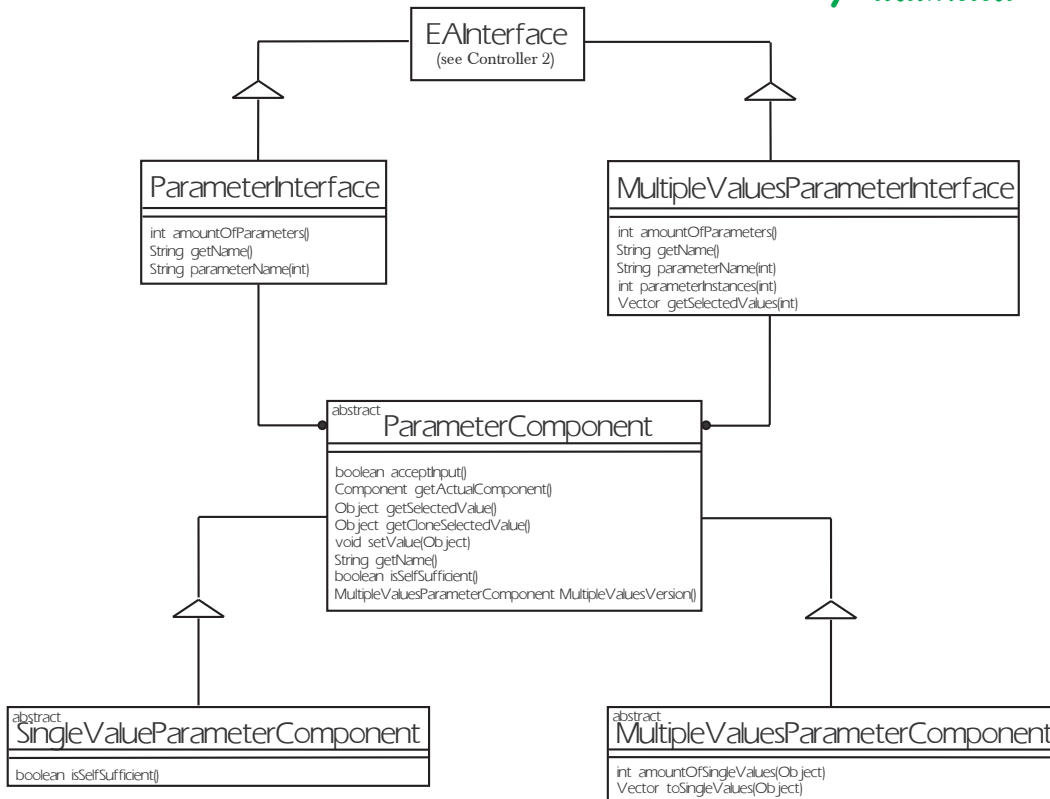 EAInterface
(see Controller 2)
ParameterInterface
int amountOfParameters()
String getName()
String parameterName(int)
MultipleValuesParameterInterface
int amountOfParameters()
String getName()
String parameterName(int)
int parameterInstances(int)
Vector getSelectedValues(int)
abstract
ParameterComponent
boolean acceptInput()
Component getActualComponent()
Object getSelectedValue()
Object getCloneSelectedValue()
void setValue(Object)
String getName()
boolean isSelfSufficient()
MultipleValuesParameterComponent MultipleValuesVersion()
abstract
SingleValueParameterComponent
boolean isSelfSufficient()
abstract
MultipleValuesParameterComponent
int amountOfSingleValues(Object)
Vector toSingleValues(Object)